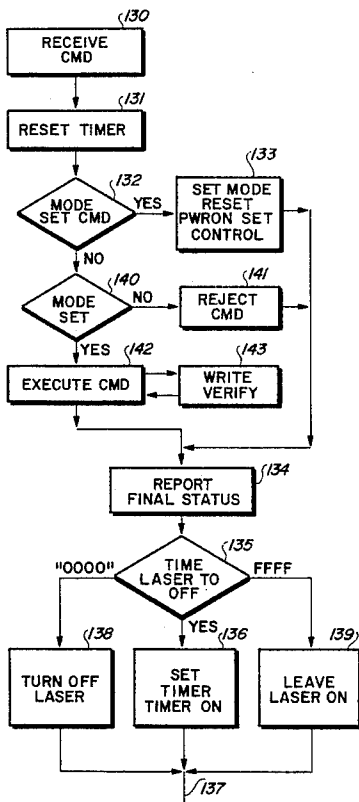 130
RECEIVE
CMD
131
RESET TIMER
132
MODE
SET CMD
YES
133
SET MODE
RESET
PWRON SET
CONTROL
NO
140
MODE
SET
NO
141
REJECT
CMD
YES
142
EXECUTE CMD
143
WRITE
VERIFY
134
REPORT
FINAL STATUS
135
TIME
LASER TO
OFF
"0000"
FFFF
YES
138
TURN OFF
LASER
136
SET
TIMER
TIMER ON
139
LEAVE
LASER ON
137